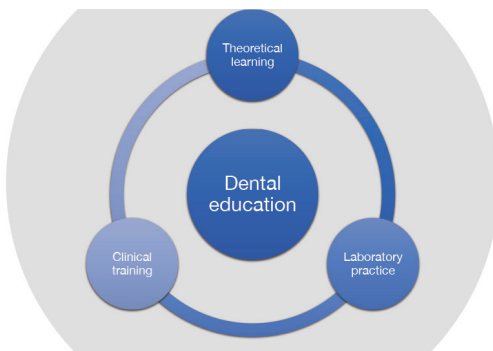 Theoretical
learning
Dental
education
Clinical
training
Laboratory
practice